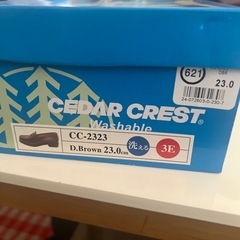 621
23.0
24-072603-0-230-7
CEDAR CREST
Washable
CC-2323
D.Brown 23.0cm
洗える
3E